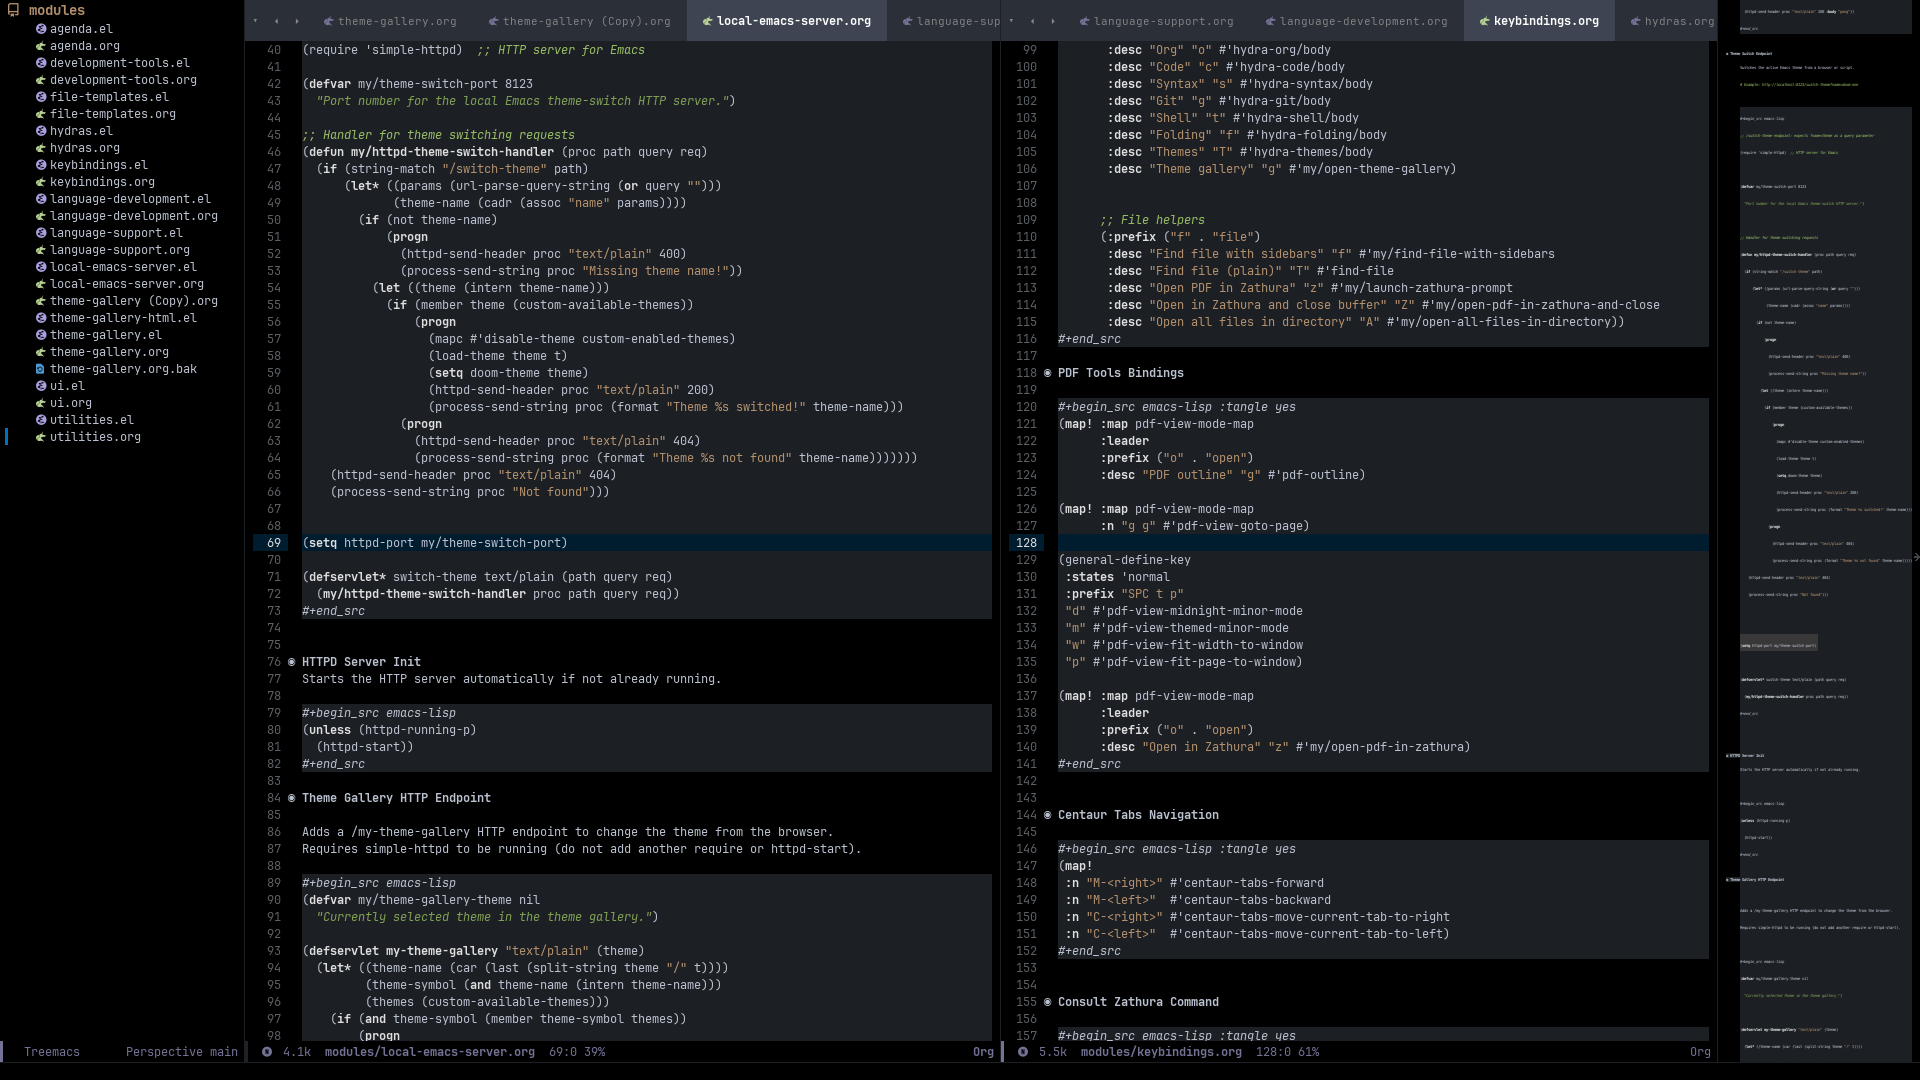 modules
agenda.el
agenda.org
development-tools.el
development-tools.org
file-templates.el
file-templates.org
hydras.el
hydras.org
keybindings.el
keybindings.org
language-development.el
language-development.org
language-support.el
language-support.org
local-emacs-server.el
local-emacs-server.org
theme-gallery (Copy).org
theme-gallery-html.el
theme-gallery.el
theme-gallery.org
theme-gallery.org.bak
ui.el
ui.org
utilities.el
utilities.org
Treemacs Perspective main
theme-gallery.org theme-gallery (Copy).org local-emacs-server.org language-sup
40 (require 'simple-httpd)  ;; HTTP server for Emacs
41
42 (defvar my/theme-switch-port 8123
43   "Port number for the local Emacs theme-switch HTTP server.")
44
45 ;; Handler for theme switching requests
46 (defun my/httpd-theme-switch-handler (proc path query req)
47   (if (string-match "/switch-theme" path)
48       (let* ((params (url-parse-query-string (or query "")))
49              (theme-name (cadr (assoc "name" params))))
50         (if (not theme-name)
51             (progn
52               (httpd-send-header proc "text/plain" 400)
53               (process-send-string proc "Missing theme name!"))
54           (let ((theme (intern theme-name)))
55             (if (member theme (custom-available-themes))
56                 (progn
57                   (mapc #'disable-theme custom-enabled-themes)
58                   (load-theme theme t)
59                   (setq doom-theme theme)
60                   (httpd-send-header proc "text/plain" 200)
61                   (process-send-string proc (format "Theme %s switched!" theme-name)))
62               (progn
63                 (httpd-send-header proc "text/plain" 404)
64                 (process-send-string proc (format "Theme %s not found" theme-name)))))))
65     (httpd-send-header proc "text/plain" 404)
66     (process-send-string proc "Not found")))
67
68
69 (setq httpd-port my/theme-switch-port)
70
71 (defservlet* switch-theme text/plain (path query req)
72   (my/httpd-theme-switch-handler proc path query req))
73 #+end_src
74
75
76 ◉ HTTPD Server Init
77 Starts the HTTP server automatically if not already running.
78
79 #+begin_src emacs-lisp
80 (unless (httpd-running-p)
81   (httpd-start))
82 #+end_src
83
84 ◉ Theme Gallery HTTP Endpoint
85
86 Adds a /my-theme-gallery HTTP endpoint to change the theme from the browser.
87 Requires simple-httpd to be running (do not add another require or httpd-start).
88
89 #+begin_src emacs-lisp
90 (defvar my/theme-gallery-theme nil
91   "Currently selected theme in the theme gallery.")
92
93 (defservlet my-theme-gallery "text/plain" (theme)
94   (let* ((theme-name (car (last (split-string theme "/" t))))
95          (theme-symbol (and theme-name (intern theme-name)))
96          (themes (custom-available-themes)))
97     (if (and theme-symbol (member theme-symbol themes))
98         (progn
4.1k modules/local-emacs-server.org 69:0 39% Org
language-support.org language-development.org keybindings.org hydras.org
99        :desc "Org" "o" #'hydra-org/body
100        :desc "Code" "c" #'hydra-code/body
101        :desc "Syntax" "s" #'hydra-syntax/body
102        :desc "Git" "g" #'hydra-git/body
103        :desc "Shell" "t" #'hydra-shell/body
104        :desc "Folding" "f" #'hydra-folding/body
105        :desc "Themes" "T" #'hydra-themes/body
106        :desc "Theme gallery" "g" #'my/open-theme-gallery)
107
108
109       ;; File helpers
110       (:prefix ("f" . "file")
111        :desc "Find file with sidebars" "f" #'my/find-file-with-sidebars
112        :desc "Find file (plain)" "T" #'find-file
113        :desc "Open PDF in Zathura" "z" #'my/launch-zathura-prompt
114        :desc "Open in Zathura and close buffer" "Z" #'my/open-pdf-in-zathura-and-close
115        :desc "Open all files in directory" "A" #'my/open-all-files-in-directory))
116 #+end_src
117
118 ◉ PDF Tools Bindings
119
120 #+begin_src emacs-lisp :tangle yes
121 (map! :map pdf-view-mode-map
122       :leader
123       :prefix ("o" . "open")
124       :desc "PDF outline" "g" #'pdf-outline)
125
126 (map! :map pdf-view-mode-map
127       :n "g g" #'pdf-view-goto-page)
128
129 (general-define-key
130  :states 'normal
131  :prefix "SPC t p"
132  "d" #'pdf-view-midnight-minor-mode
133  "m" #'pdf-view-themed-minor-mode
134  "w" #'pdf-view-fit-width-to-window
135  "p" #'pdf-view-fit-page-to-window)
136
137 (map! :map pdf-view-mode-map
138       :leader
139       :prefix ("o" . "open")
140       :desc "Open in Zathura" "z" #'my/open-pdf-in-zathura)
141 #+end_src
142
143
144 ◉ Centaur Tabs Navigation
145
146 #+begin_src emacs-lisp :tangle yes
147 (map!
148  :n "M-<right>" #'centaur-tabs-forward
149  :n "M-<left>"  #'centaur-tabs-backward
150  :n "C-<right>" #'centaur-tabs-move-current-tab-to-right
151  :n "C-<left>"  #'centaur-tabs-move-current-tab-to-left)
152 #+end_src
153
154
155 ◉ Consult Zathura Command
156
157 #+begin_src emacs-lisp :tangle yes
5.5k modules/keybindings.org 128:0 61% Org